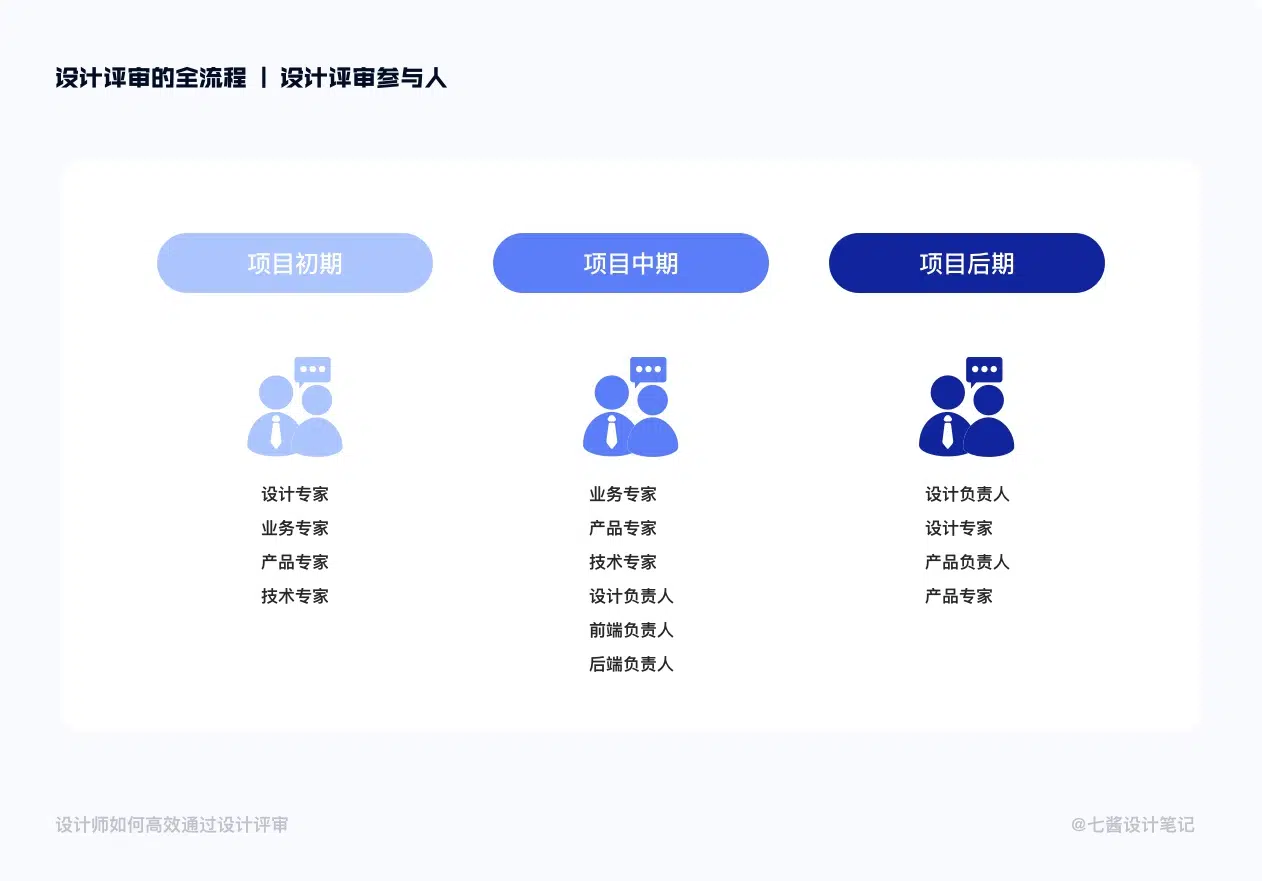 设计评审的全流程 | 设计评审参与人
项目初期
设计专家
业务专家
产品专家
技术专家
项目中期
业务专家
产品专家
技术专家
设计负责人
前端负责人
后端负责人
项目后期
设计负责人
设计专家
产品负责人
产品专家
设计师如何高效通过设计评审
@七酱设计笔记